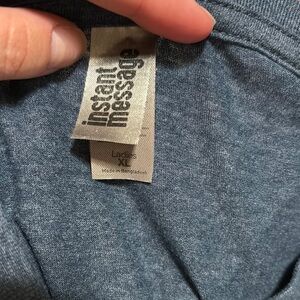 instant
message
Ladies
XL
Made in Bangladesh